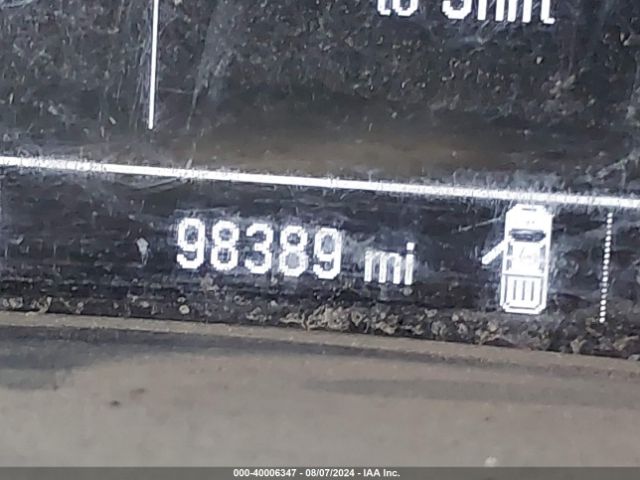 to Shift
98389 mi
000-40006347 - 08/07/2024 - IAA Inc.